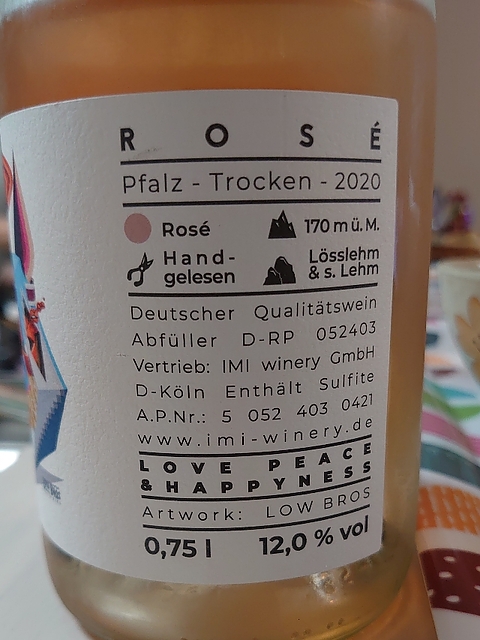 ROSÉ
Pfalz - Trocken - 2020
Rosé
170 m ü. M.
Hand-
gelesen
Lösslehm
& s. Lehm
Deutscher Qualitätswein
Abfüller D-RP 052403
Vertrieb: IMI winery GmbH
D-Köln Enthält Sulfite
A.P.Nr.: 5 052 403 0421
www.imi-winery.de
LOVE PEACE
&HAPPYNESS
Artwork: LOW BROS
0,75 l 12,0 % vol